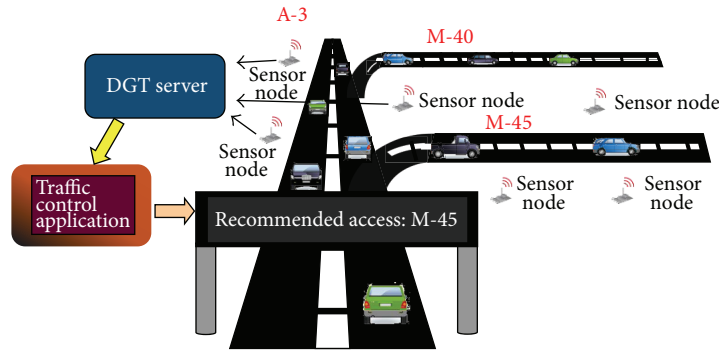 A-3
M-40
DGT server
Sensor
node
Sensor node
Sensor node
Sensor
node
M-45
Traffic
control
application
Sensor
node
Sensor
node
Recommended access: M-45